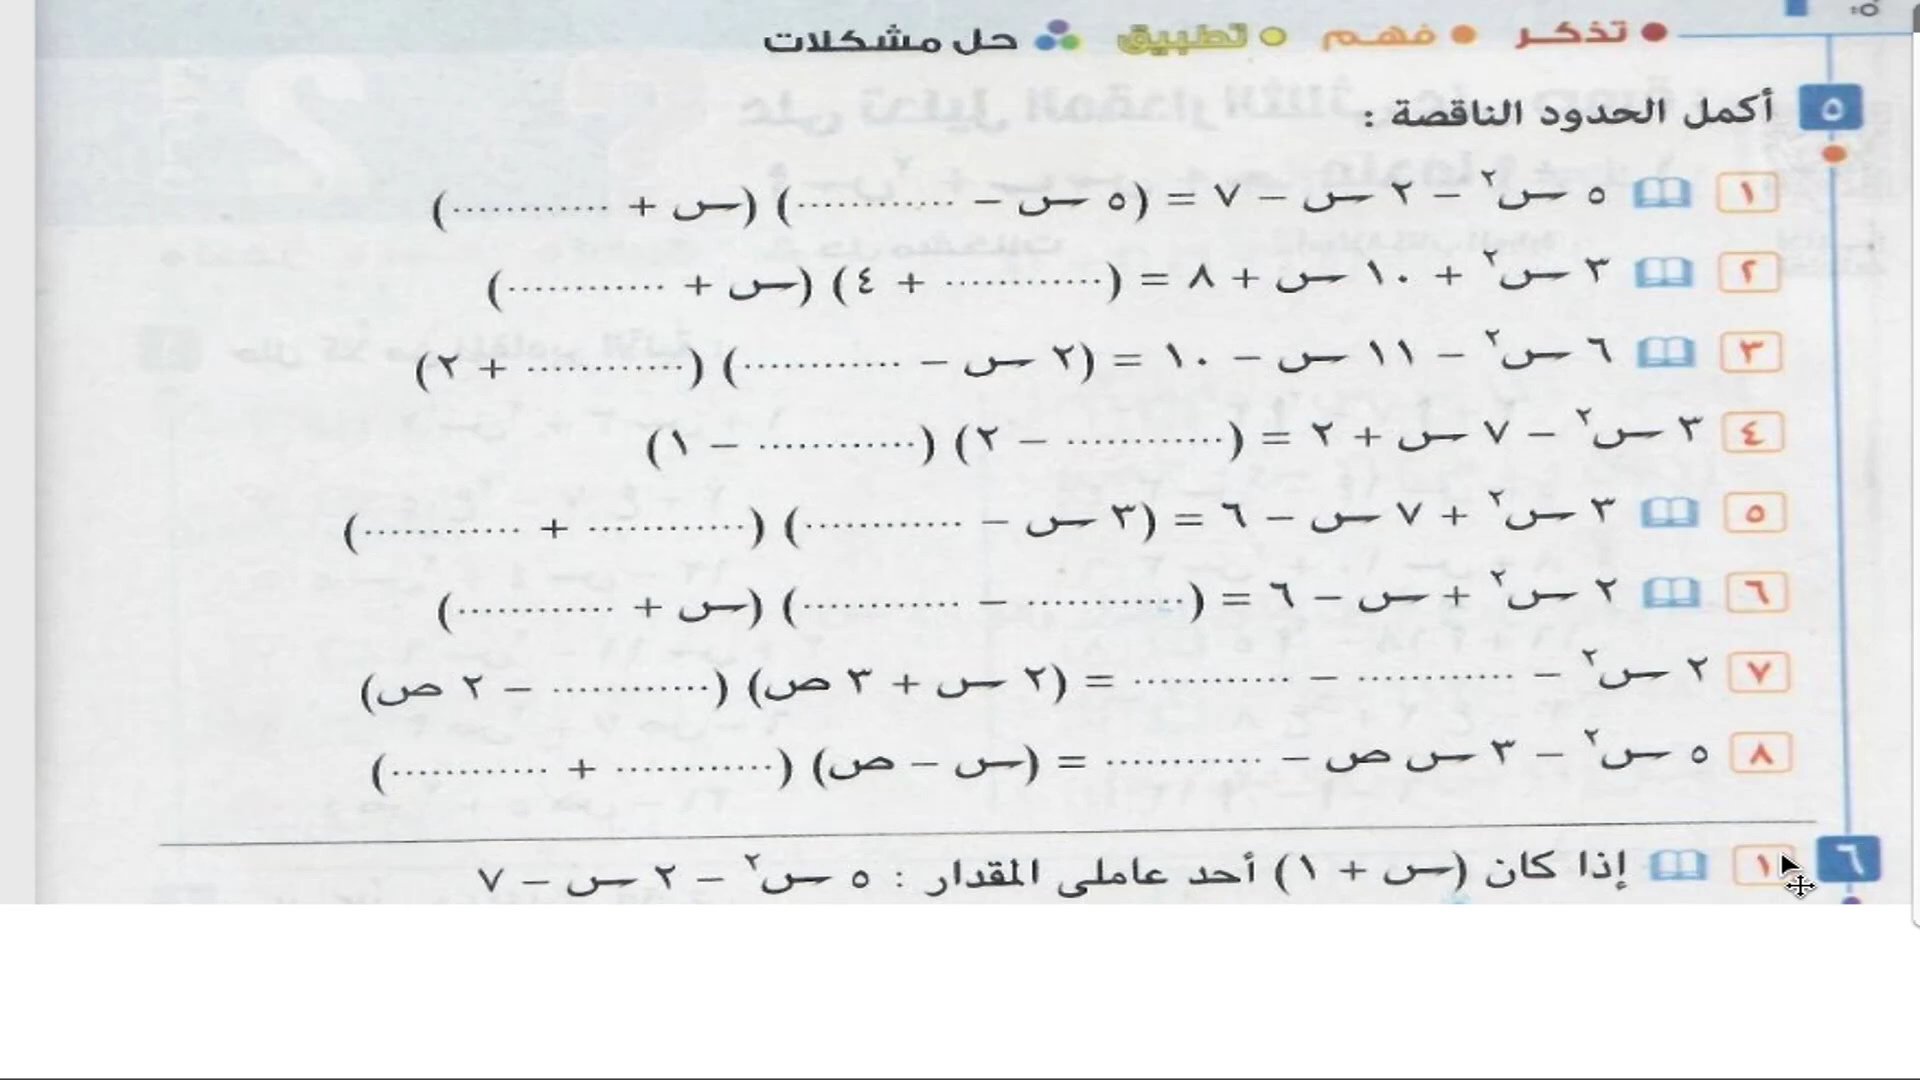 • تذكر • فهم • تطبيق حل مشكلات
٥ أكمل الحدود الناقصة :
١ ٥ س٢ − ٢ س − ٧ = (٥ س − ............) (س + ............)
٢ ٣ س٢ + ١٠ س + ٨ = (............ + ٤) (س + ............)
٣ ٦ س٢ − ١١ س − ١٠ = (٢ س − ............) (............ + ٢)
٤ ٣ س٢ − ٧ س + ٢ = (............ − ٢) (............ − ١)
٥ ٣ س٢ + ٧ س − ٦ = (٣ س − ............) (............ + ............)
٦ ٢ س٢ + س − ٦ = (............ − ............) (س + ............)
٧ ٢ س٢ − ............ − ............ = (٢ س + ٣ ص) (............ − ٢ ص)
٨ ٥ س٢ − ٣ س ص − ............ = (س − ص) (............ + ............)
٦ ١ إذا كان (س + ١) أحد عاملى المقدار : ٥ س٢ − ٢ س − ٧